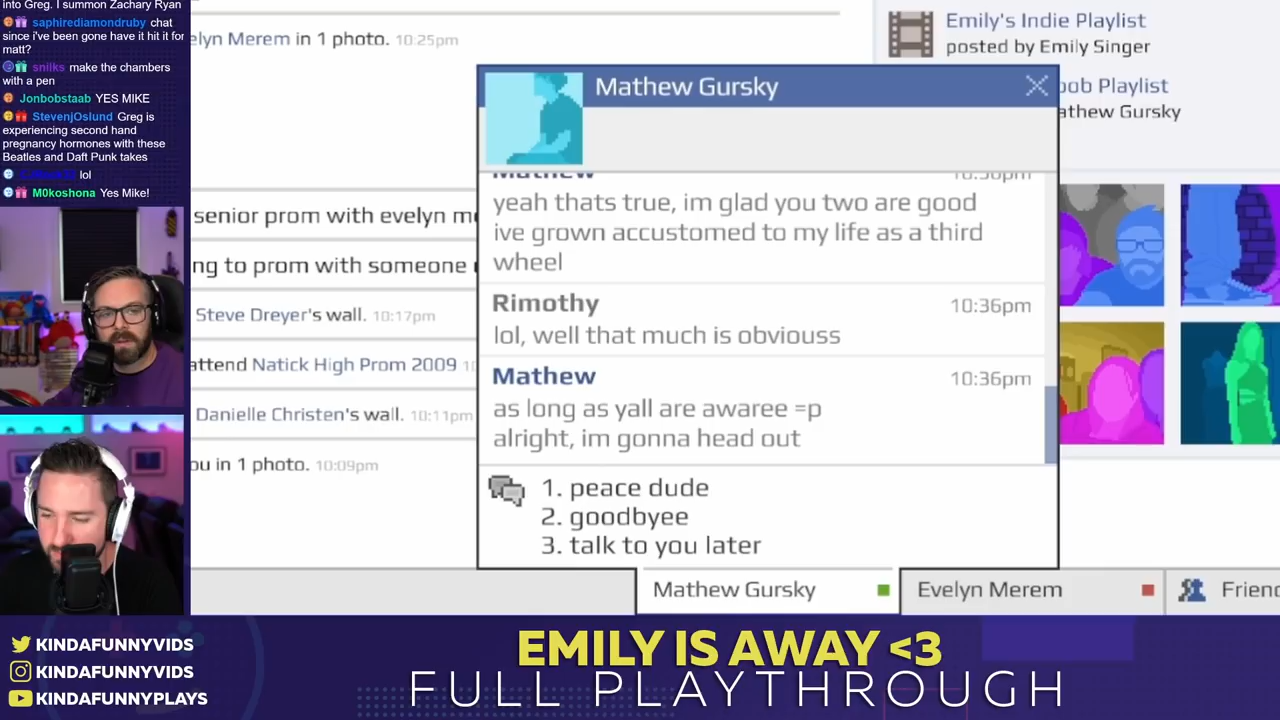 into Greg. I summon Zachary Ryan
saphirediamondruby chat
since i've been gone have it hit it for
matt?
snilks make the chambers
with a pen
Jonbobstaab YES MIKE
StevenjOslund Greg is
experiencing second hand
pregnancy hormones with these
Beatles and Daft Punk takes
lol
M0koshona Yes Mike!
elyn Merem in 1 photo. 10:25pm
senior prom with evelyn me
ng to prom with someone
Steve Dreyer's wall. 10:17pm
attend Natick High Prom 2009
Danielle Christen's wall. 10:11pm
ou in 1 photo. 10:09pm
Mathew Gursky
Mathew 10:36pm
yeah thats true, im glad you two are good
ive grown accustomed to my life as a third
wheel
Rimothy 10:36pm
lol, well that much is obviouss
Mathew 10:36pm
as long as yall are awaree =p
alright, im gonna head out
1. peace dude
2. goodbyee
3. talk to you later
Mathew Gursky
Evelyn Merem
Friend
Emily's Indie Playlist
posted by Emily Singer
oob Playlist
athew Gursky
KINDAFUNNYVIDS
KINDAFUNNYVIDS
KINDAFUNNYPLAYS
EMILY IS AWAY <3
FULL PLAYTHROUGH